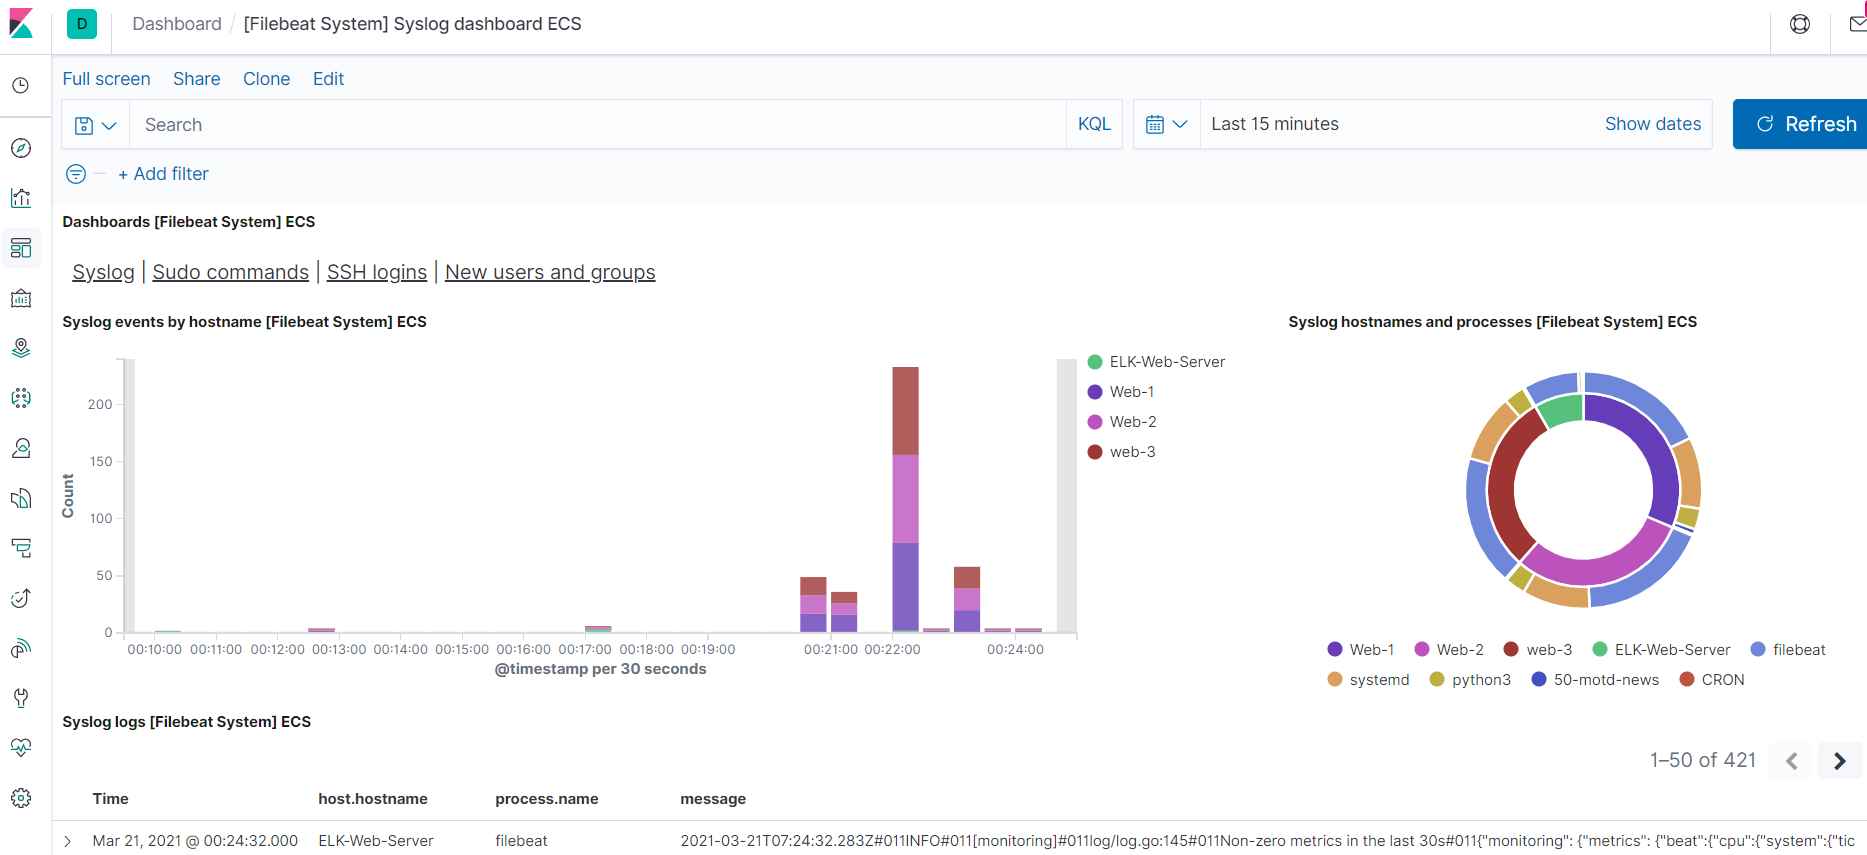 D Dashboard / [Filebeat System] Syslog dashboard ECS
Full screen Share Clone Edit
Search KQL Last 15 minutes Show dates Refresh
+ Add filter
Dashboards [Filebeat System] ECS
Syslog | Sudo commands | SSH logins | New users and groups
Syslog events by hostname [Filebeat System] ECS
200
150
100
50
0
Count
00:10:00 00:11:00 00:12:00 00:13:00 00:14:00 00:15:00 00:16:00 00:17:00 00:18:00 00:19:00 00:21:00 00:22:00 00:24:00
@timestamp per 30 seconds
ELK-Web-Server
Web-1
Web-2
web-3
Syslog hostnames and processes [Filebeat System] ECS
Web-1 Web-2 web-3 ELK-Web-Server filebeat
systemd python3 50-motd-news CRON
Syslog logs [Filebeat System] ECS
1–50 of 421
Time host.hostname process.name message
Mar 21, 2021 @ 00:24:32.000 ELK-Web-Server filebeat 2021-03-21T07:24:32.283Z#011INFO#011[monitoring]#011log/log.go:145#011Non-zero metrics in the last 30s#011{"monitoring": {"metrics": {"beat":{"cpu":{"system":{"tic